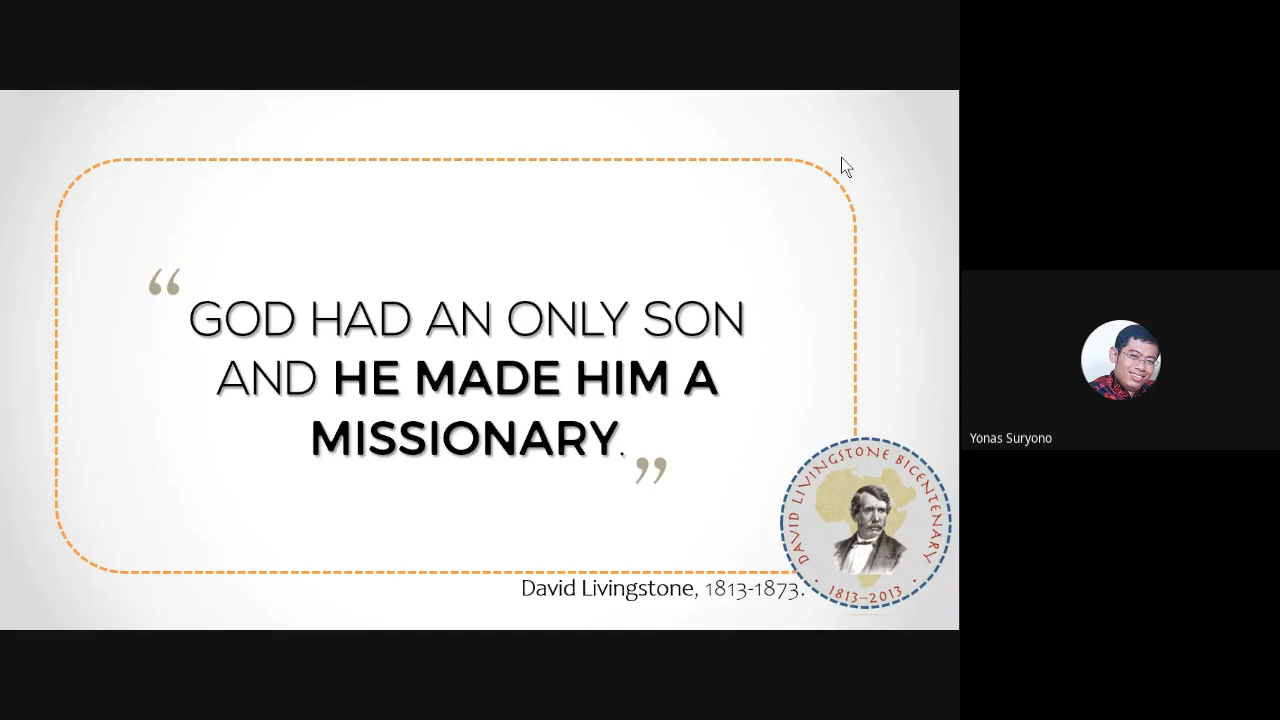 “
GOD HAD AN ONLY SON
AND HE MADE HIM A
MISSIONARY.
”
David Livingstone, 1813-1873.
DAVID LIVINGSTONE BICENTENARY
• 1813–2013 •
Yonas Suryono